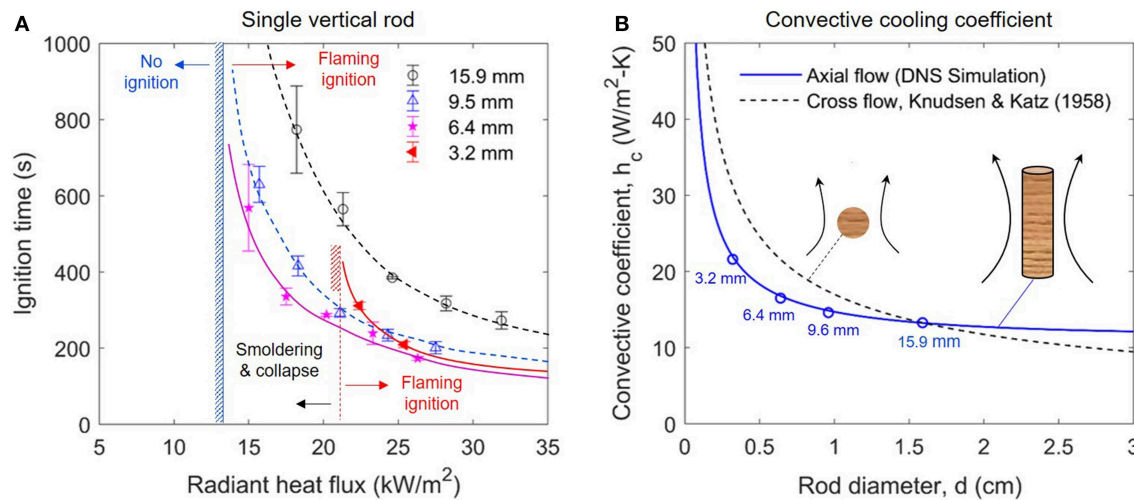 A
Single vertical rod
1000
800
600
400
200
0
Ignition time (s)
No
ignition
Flaming
ignition
15.9 mm
9.5 mm
6.4 mm
3.2 mm
Smoldering
& collapse
Flaming
ignition
5
10
15
20
25
30
35
Radiant heat flux (kW/m²)
B
Convective cooling coefficient
50
40
30
20
10
0
Convective coefficient, h_c (W/m²-K)
Axial flow (DNS Simulation)
Cross flow, Knudsen & Katz (1958)
3.2 mm
6.4 mm
9.6 mm
15.9 mm
0
0.5
1
1.5
2
2.5
3
Rod diameter, d (cm)